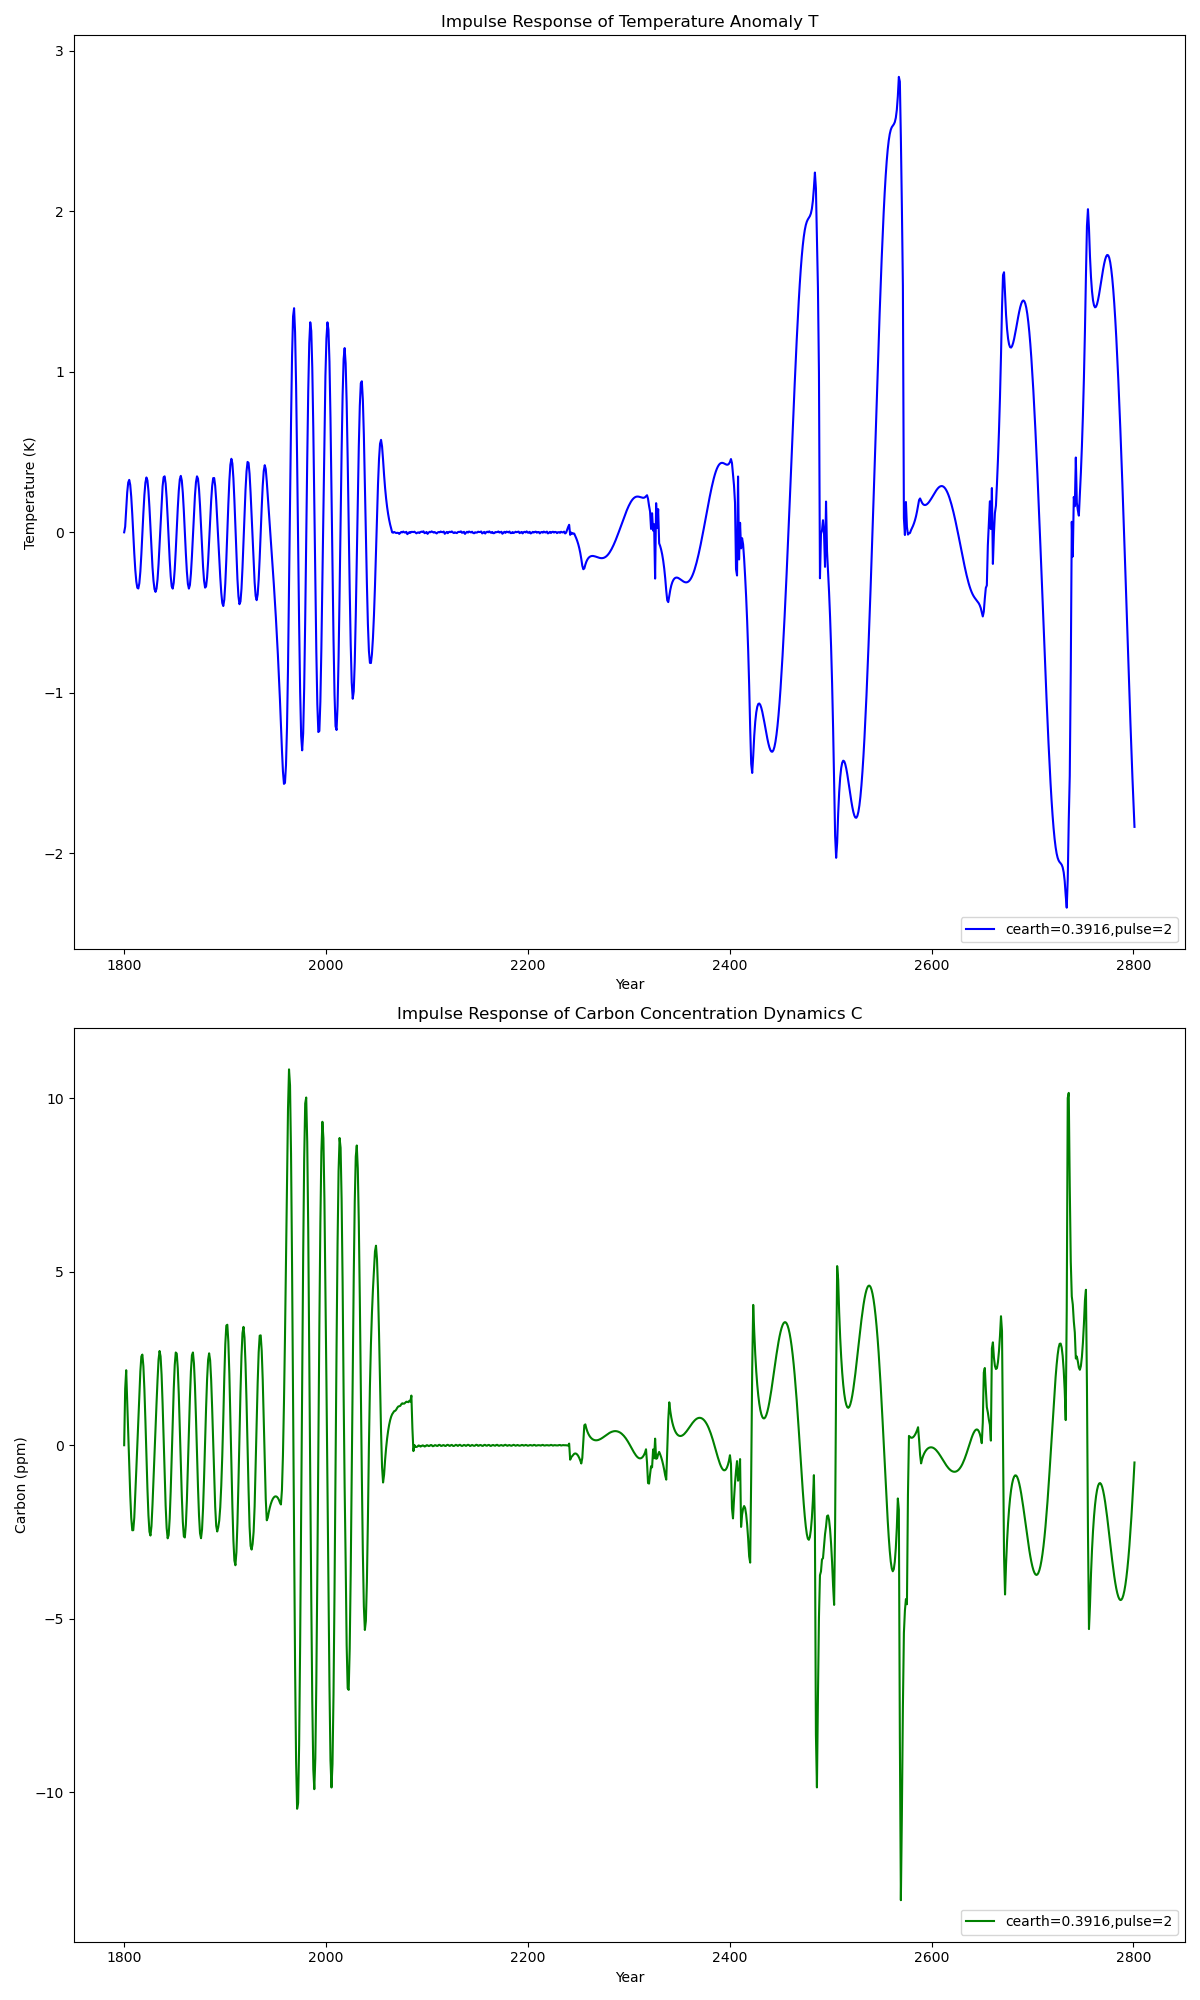 Impulse Response of Temperature Anomaly T
3
2
1
0
−1
−2
Temperature (K)
cearth=0.3916,pulse=2
1800 2000 2200 2400 2600 2800
Year
Impulse Response of Carbon Concentration Dynamics C
10
5
0
−5
−10
Carbon (ppm)
cearth=0.3916,pulse=2
1800 2000 2200 2400 2600 2800
Year